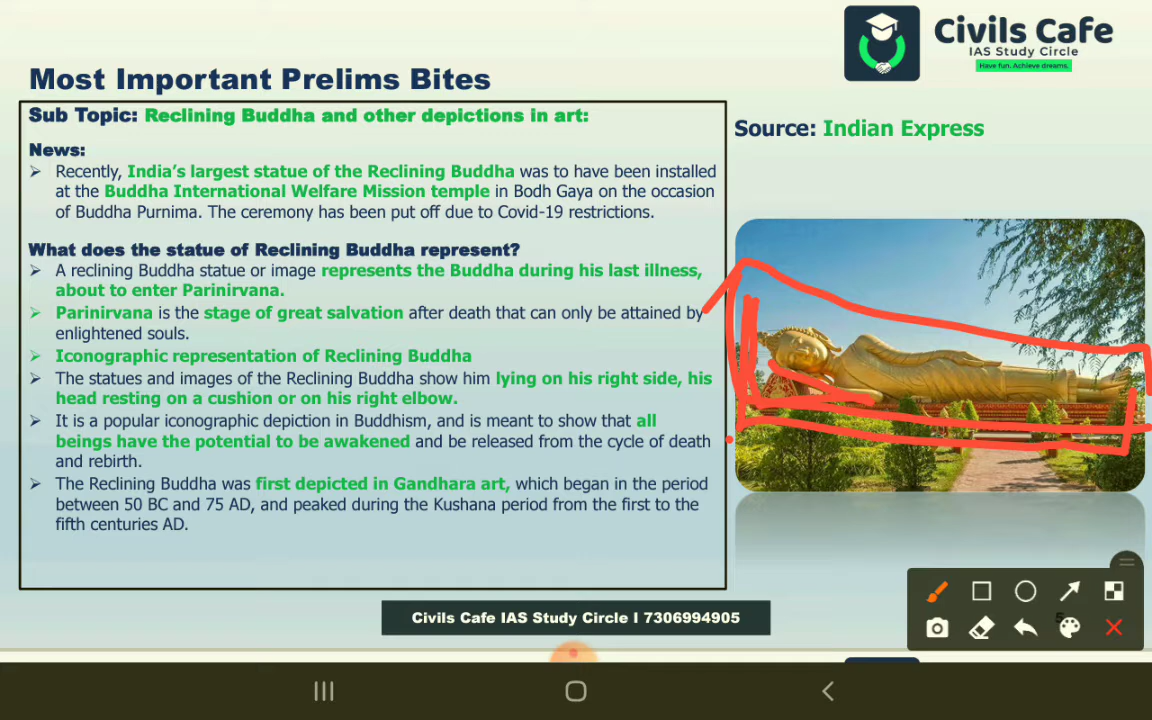 Civils Cafe
IAS Study Circle
Have fun. Achieve dreams.
Most Important Prelims Bites
Sub Topic: Reclining Buddha and other depictions in art:
Source: Indian Express
News:
➢ Recently, India's largest statue of the Reclining Buddha was to have been installed
at the Buddha International Welfare Mission temple in Bodh Gaya on the occasion
of Buddha Purnima. The ceremony has been put off due to Covid-19 restrictions.
What does the statue of Reclining Buddha represent?
➢ A reclining Buddha statue or image represents the Buddha during his last illness,
about to enter Parinirvana.
➢ Parinirvana is the stage of great salvation after death that can only be attained by
enlightened souls.
➢ Iconographic representation of Reclining Buddha
➢ The statues and images of the Reclining Buddha show him lying on his right side, his
head resting on a cushion or on his right elbow.
➢ It is a popular iconographic depiction in Buddhism, and is meant to show that all
beings have the potential to be awakened and be released from the cycle of death
and rebirth.
➢ The Reclining Buddha was first depicted in Gandhara art, which began in the period
between 50 BC and 75 AD, and peaked during the Kushana period from the first to the
fifth centuries AD.
Civils Cafe IAS Study Circle I 7306994905
5